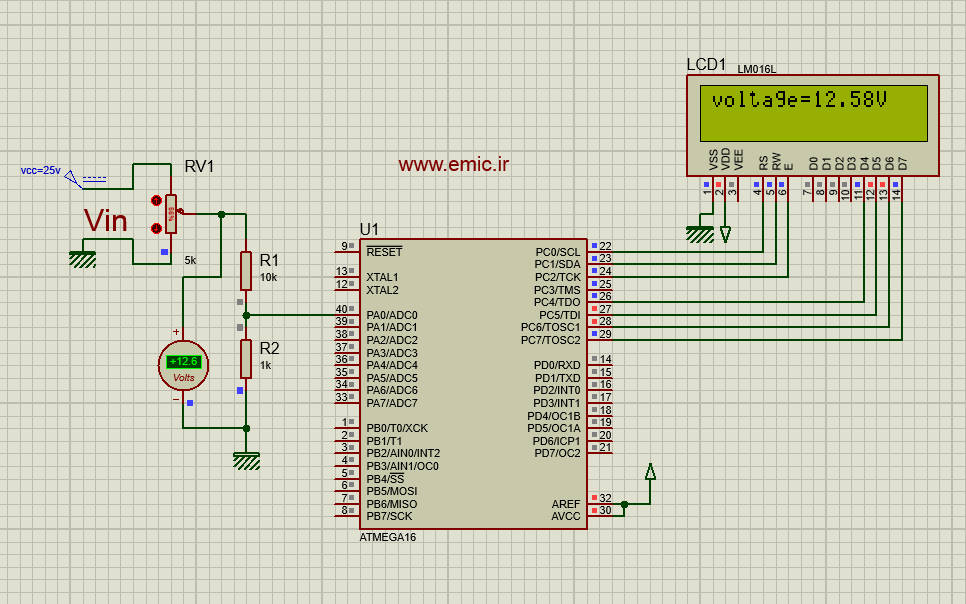 LCD1
LM016L
voltage=12.58V
VSS
VDD
VEE
RS
RW
E
D0
D1
D2
D3
D4
D5
D6
D7
1
2
3
4
5
6
7
8
9
10
11
12
13
14
vcc=25v
RV1
5k
Vin
www.emic.ir
R1
10k
R2
1k
+12.6
Volts
U1
9 RESET
13 XTAL1
12 XTAL2
40 PA0/ADC0
39 PA1/ADC1
38 PA2/ADC2
37 PA3/ADC3
36 PA4/ADC4
35 PA5/ADC5
34 PA6/ADC6
33 PA7/ADC7
1 PB0/T0/XCK
2 PB1/T1
3 PB2/AIN0/INT2
4 PB3/AIN1/OC0
5 PB4/SS
6 PB5/MOSI
7 PB6/MISO
8 PB7/SCK
PC0/SCL 22
PC1/SDA 23
PC2/TCK 24
PC3/TMS 25
PC4/TDO 26
PC5/TDI 27
PC6/TOSC1 28
PC7/TOSC2 29
PD0/RXD 14
PD1/TXD 15
PD2/INT0 16
PD3/INT1 17
PD4/OC1B 18
PD5/OC1A 19
PD6/ICP1 20
PD7/OC2 21
AREF 32
AVCC 30
ATMEGA16